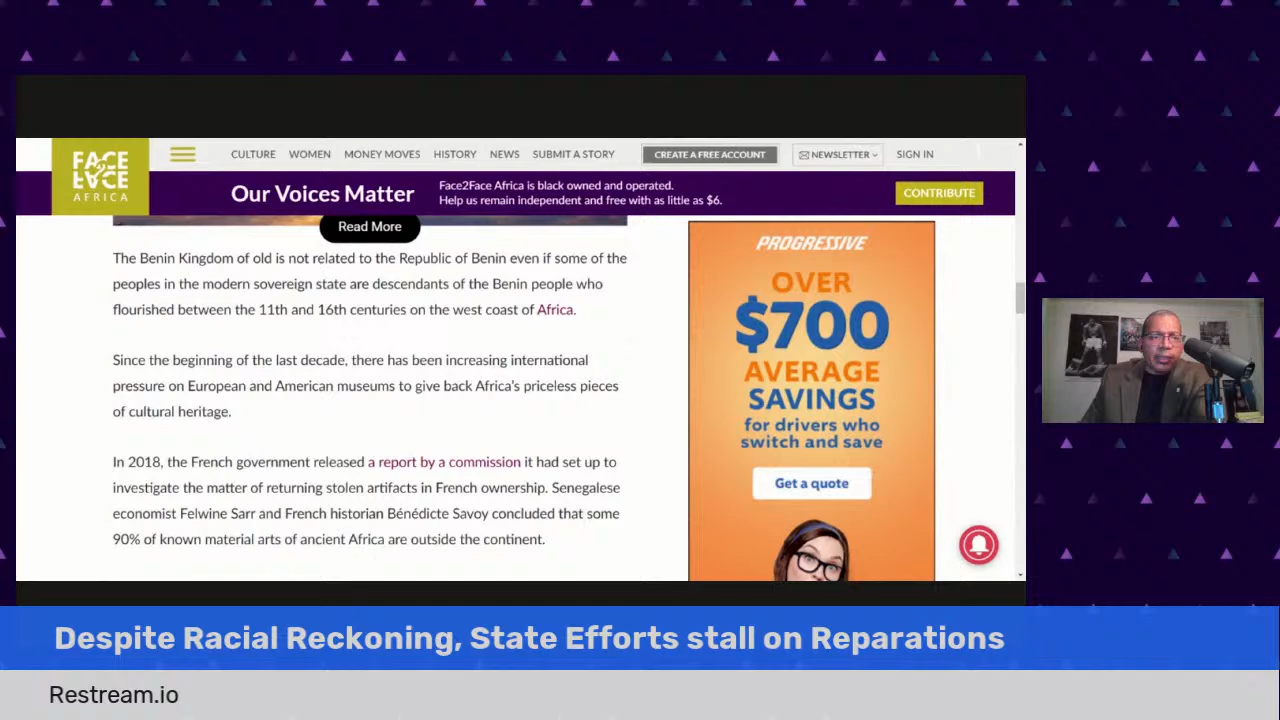 FACE
2
FACE
AFRICA
CULTURE WOMEN MONEY MOVES HISTORY NEWS SUBMIT A STORY CREATE A FREE ACCOUNT NEWSLETTER SIGN IN
Our Voices Matter
Face2Face Africa is black owned and operated.
Help us remain independent and free with as little as $6.
CONTRIBUTE
Read More
The Benin Kingdom of old is not related to the Republic of Benin even if some of the
peoples in the modern sovereign state are descendants of the Benin people who
flourished between the 11th and 16th centuries on the west coast of Africa.
Since the beginning of the last decade, there has been increasing international
pressure on European and American museums to give back Africa's priceless pieces
of cultural heritage.
In 2018, the French government released a report by a commission it had set up to
investigate the matter of returning stolen artifacts in French ownership. Senegalese
economist Felwine Sarr and French historian Bénédicte Savoy concluded that some
90% of known material arts of ancient Africa are outside the continent.
PROGRESSIVE
OVER
$700
AVERAGE
SAVINGS
for drivers who
switch and save
Get a quote
Despite Racial Reckoning, State Efforts stall on Reparations
Restream.io